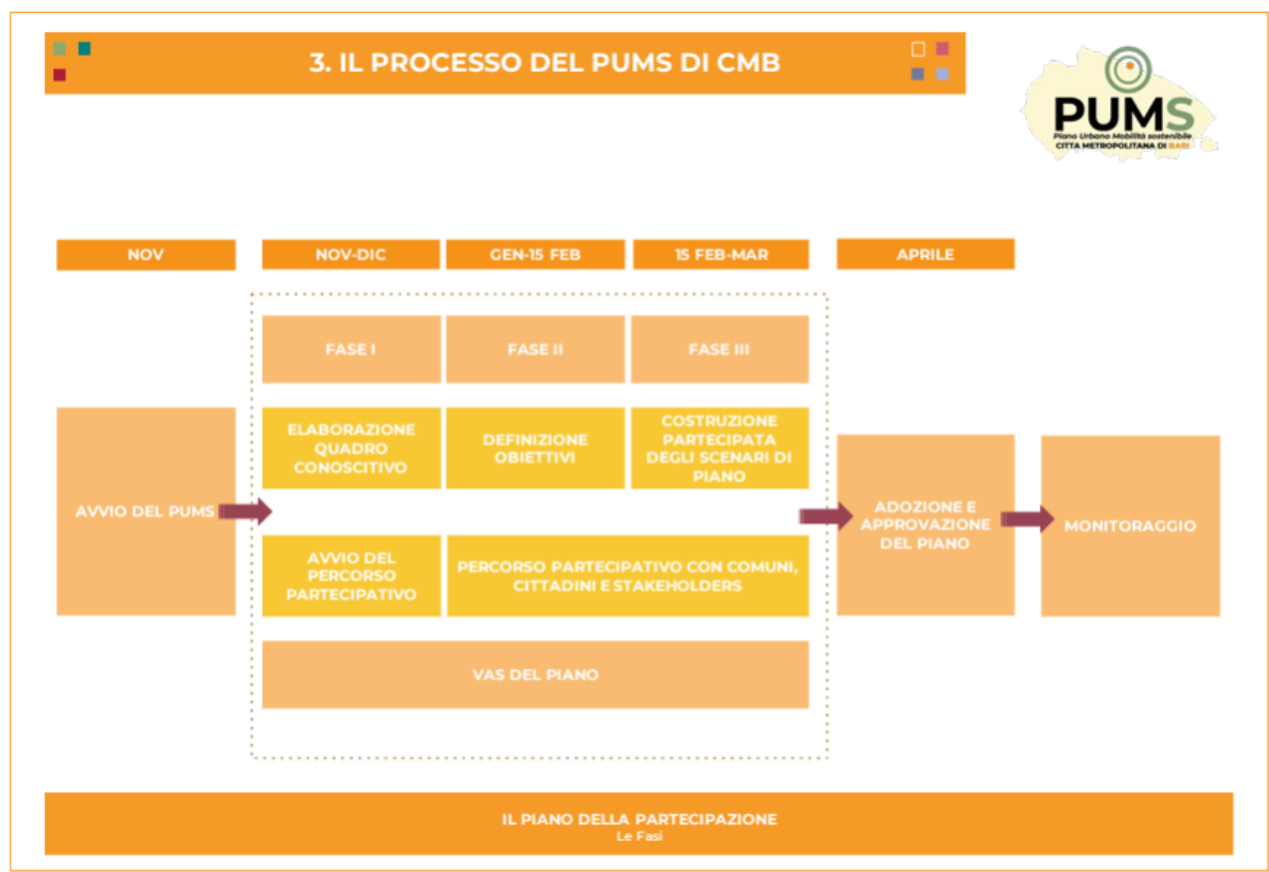 3. IL PROCESSO DEL PUMS DI CMB
PUMS
Piano Urbano Mobilità sostenibile
CITTA METROPOLITANA DI BARI
NOV
NOV-DIC
GEN-15 FEB
15 FEB-MAR
APRILE
FASE I
FASE II
FASE III
ELABORAZIONE
QUADRO
CONOSCITIVO
DEFINIZIONE
OBIETTIVI
COSTRUZIONE
PARTECIPATA
DEGLI SCENARI DI
PIANO
AVVIO DEL PUMS
ADOZIONE E
APPROVAZIONE
DEL PIANO
MONITORAGGIO
AVVIO DEL
PERCORSO
PARTECIPATIVO
PERCORSO PARTECIPATIVO CON COMUNI,
CITTADINI E STAKEHOLDERS
VAS DEL PIANO
IL PIANO DELLA PARTECIPAZIONE
Le Fasi